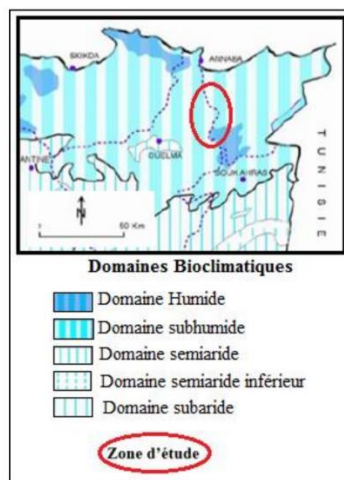 SKIKDA
ANNABA
GUELMA
ANTINE
SOUKAHRAS
TUNISIE
N
50 Km
Domaines Bioclimatiques
Domaine Humide
Domaine subhumide
Domaine semiaride
Domaine semiaride inférieur
Domaine subaride
Zone d'étude